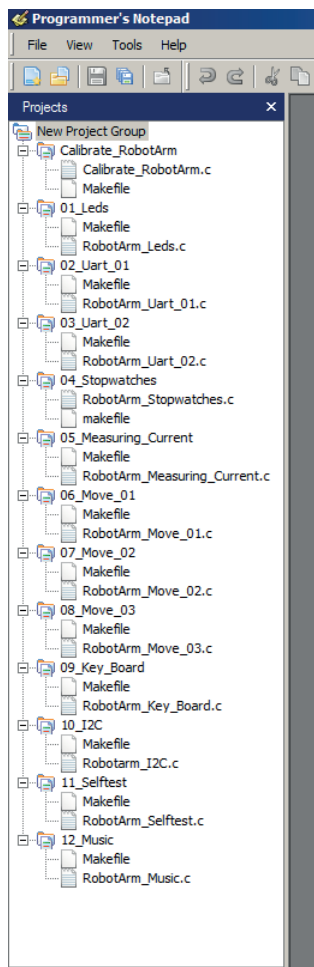 Programmer's Notepad
File View Tools Help
Projects
New Project Group
Calibrate_RobotArm
Calibrate_RobotArm.c
Makefile
01_Leds
Makefile
RobotArm_Leds.c
02_Uart_01
Makefile
RobotArm_Uart_01.c
03_Uart_02
Makefile
RobotArm_Uart_02.c
04_Stopwatches
RobotArm_Stopwatches.c
makefile
05_Measuring_Current
Makefile
RobotArm_Measuring_Current.c
06_Move_01
Makefile
RobotArm_Move_01.c
07_Move_02
Makefile
RobotArm_Move_02.c
08_Move_03
Makefile
RobotArm_Move_03.c
09_Key_Board
Makefile
RobotArm_Key_Board.c
10_I2C
Makefile
Robotarm_I2C.c
11_Selftest
Makefile
RobotArm_Selftest.c
12_Music
Makefile
RobotArm_Music.c